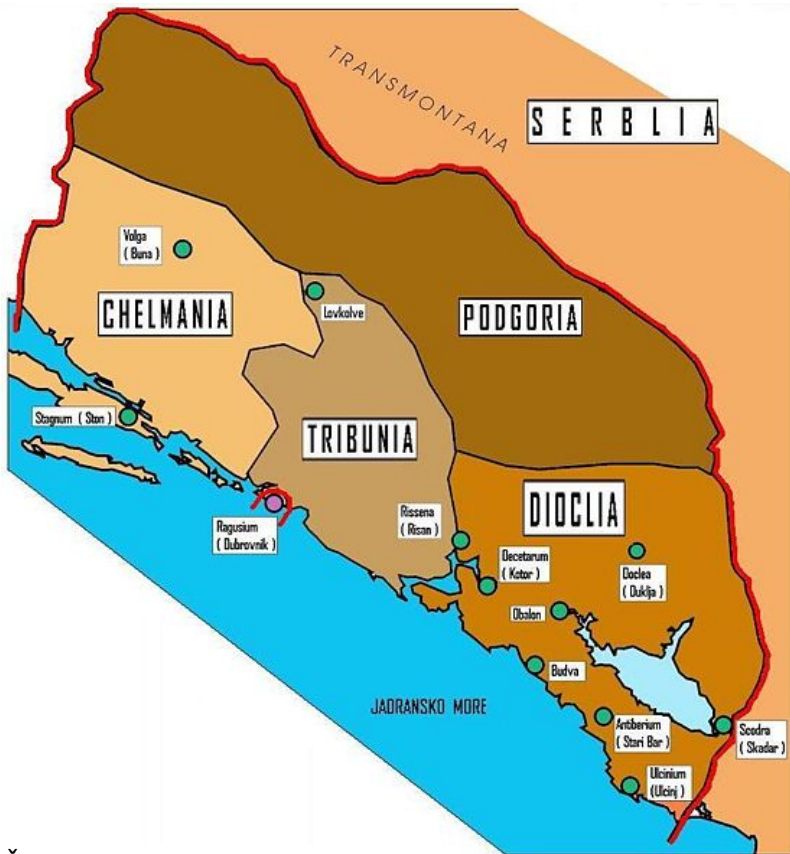 TRANSMONTANA
SERBLIA
Volga
( Buna )
CHELMANIA
Lovkolve
PODGORIA
Stagnum ( Ston )
TRIBUNIA
Ragusium
( Dubrovnik )
Rissena
( Risan )
DIOCLIA
Decetarum
( Kotor )
Doclea
( Duklja )
Obalon
Budva
JADRANSKO MORE
Antiberium
( Stari Bar )
Scodra
( Skadar )
Ulcinium
(Ulcinj )
x